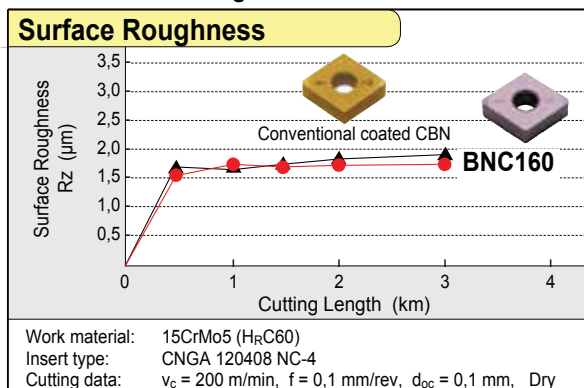 Surface Roughness
Surface Roughness
Rz (µm)
3,5
3,0
2,5
2,0
1,5
1,0
0,5
Conventional coated CBN
BNC160
0
1
2
3
4
Cutting Length (km)
Work material: 15CrMo5 (HRC60)
Insert type: CNGA 120408 NC-4
Cutting data: vc = 200 m/min, f = 0,1 mm/rev, doc = 0,1 mm, Dry